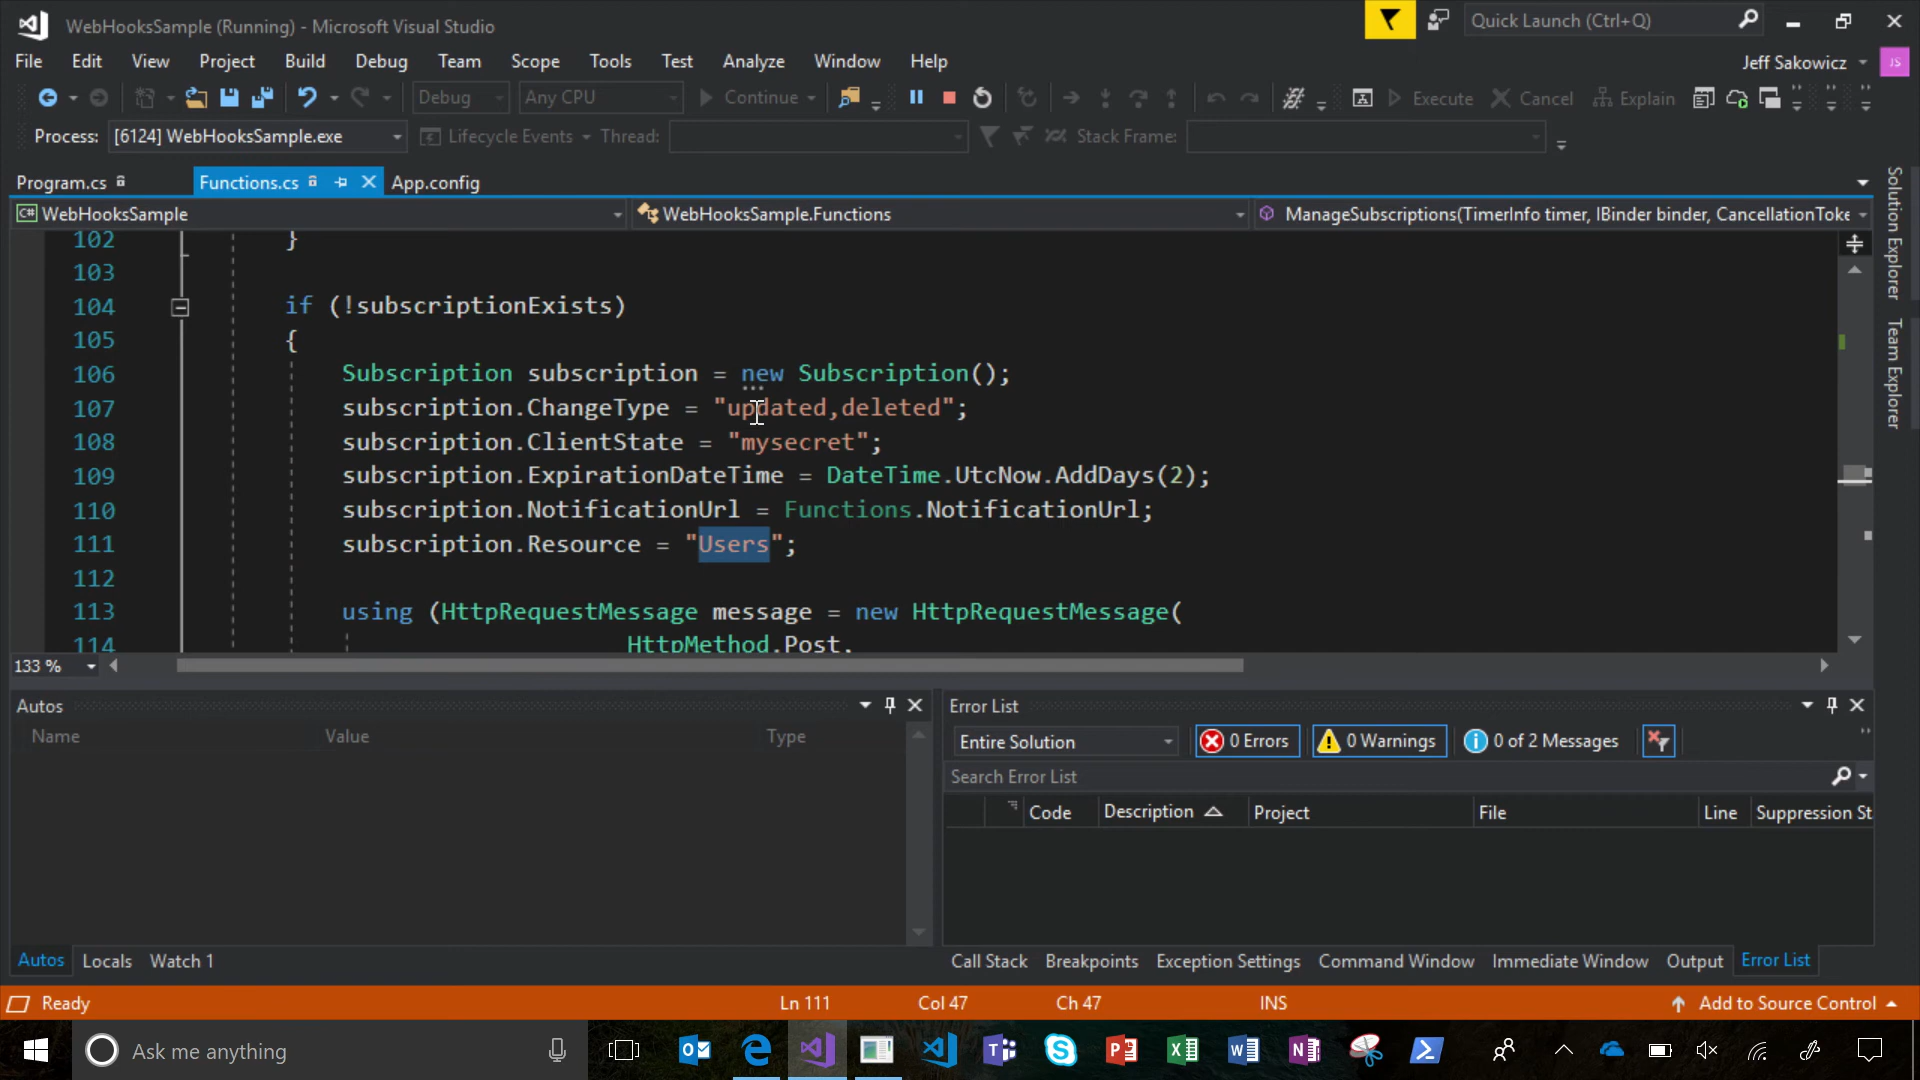 WebHooksSample (Running) - Microsoft Visual Studio
Quick Launch (Ctrl+Q)
File Edit View Project Build Debug Team Scope Tools Test Analyze Window Help
Jeff Sakowicz JS
Debug Any CPU Continue Execute Cancel Explain
Process: [6124] WebHooksSample.exe Lifecycle Events Thread: Stack Frame:
Program.cs Functions.cs App.config
C# WebHooksSample WebHooksSample.Functions ManageSubscriptions(TimerInfo timer, IBinder binder, CancellationToke
102 }
103
104 if (!subscriptionExists)
105 {
106 Subscription subscription = new Subscription();
107 subscription.ChangeType = "updated,deleted";
108 subscription.ClientState = "mysecret";
109 subscription.ExpirationDateTime = DateTime.UtcNow.AddDays(2);
110 subscription.NotificationUrl = Functions.NotificationUrl;
111 subscription.Resource = "Users";
112
113 using (HttpRequestMessage message = new HttpRequestMessage(
114 HttpMethod.Post,
133 %
Solution Explorer
Team Explorer
Autos
Name Value Type
Autos Locals Watch 1
Error List
Entire Solution 0 Errors 0 Warnings 0 of 2 Messages
Search Error List
Code Description Project File Line Suppression St
Call Stack Breakpoints Exception Settings Command Window Immediate Window Output Error List
Ready Ln 111 Col 47 Ch 47 INS Add to Source Control
Ask me anything